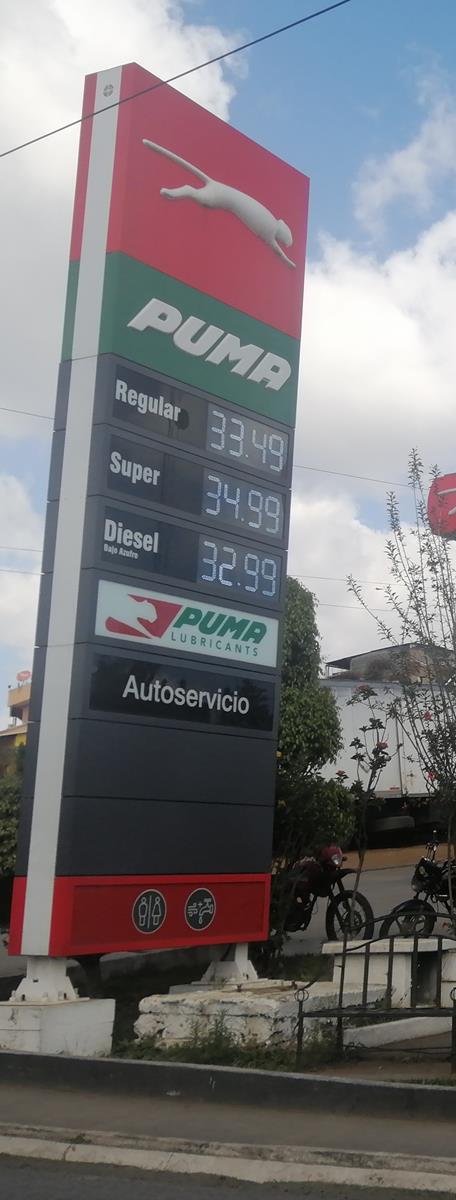 PUMA
Regular 33.49
Super 34.99
Diesel 32.99
Bajo Azufre
PUMA
LUBRICANTS
Autoservicio